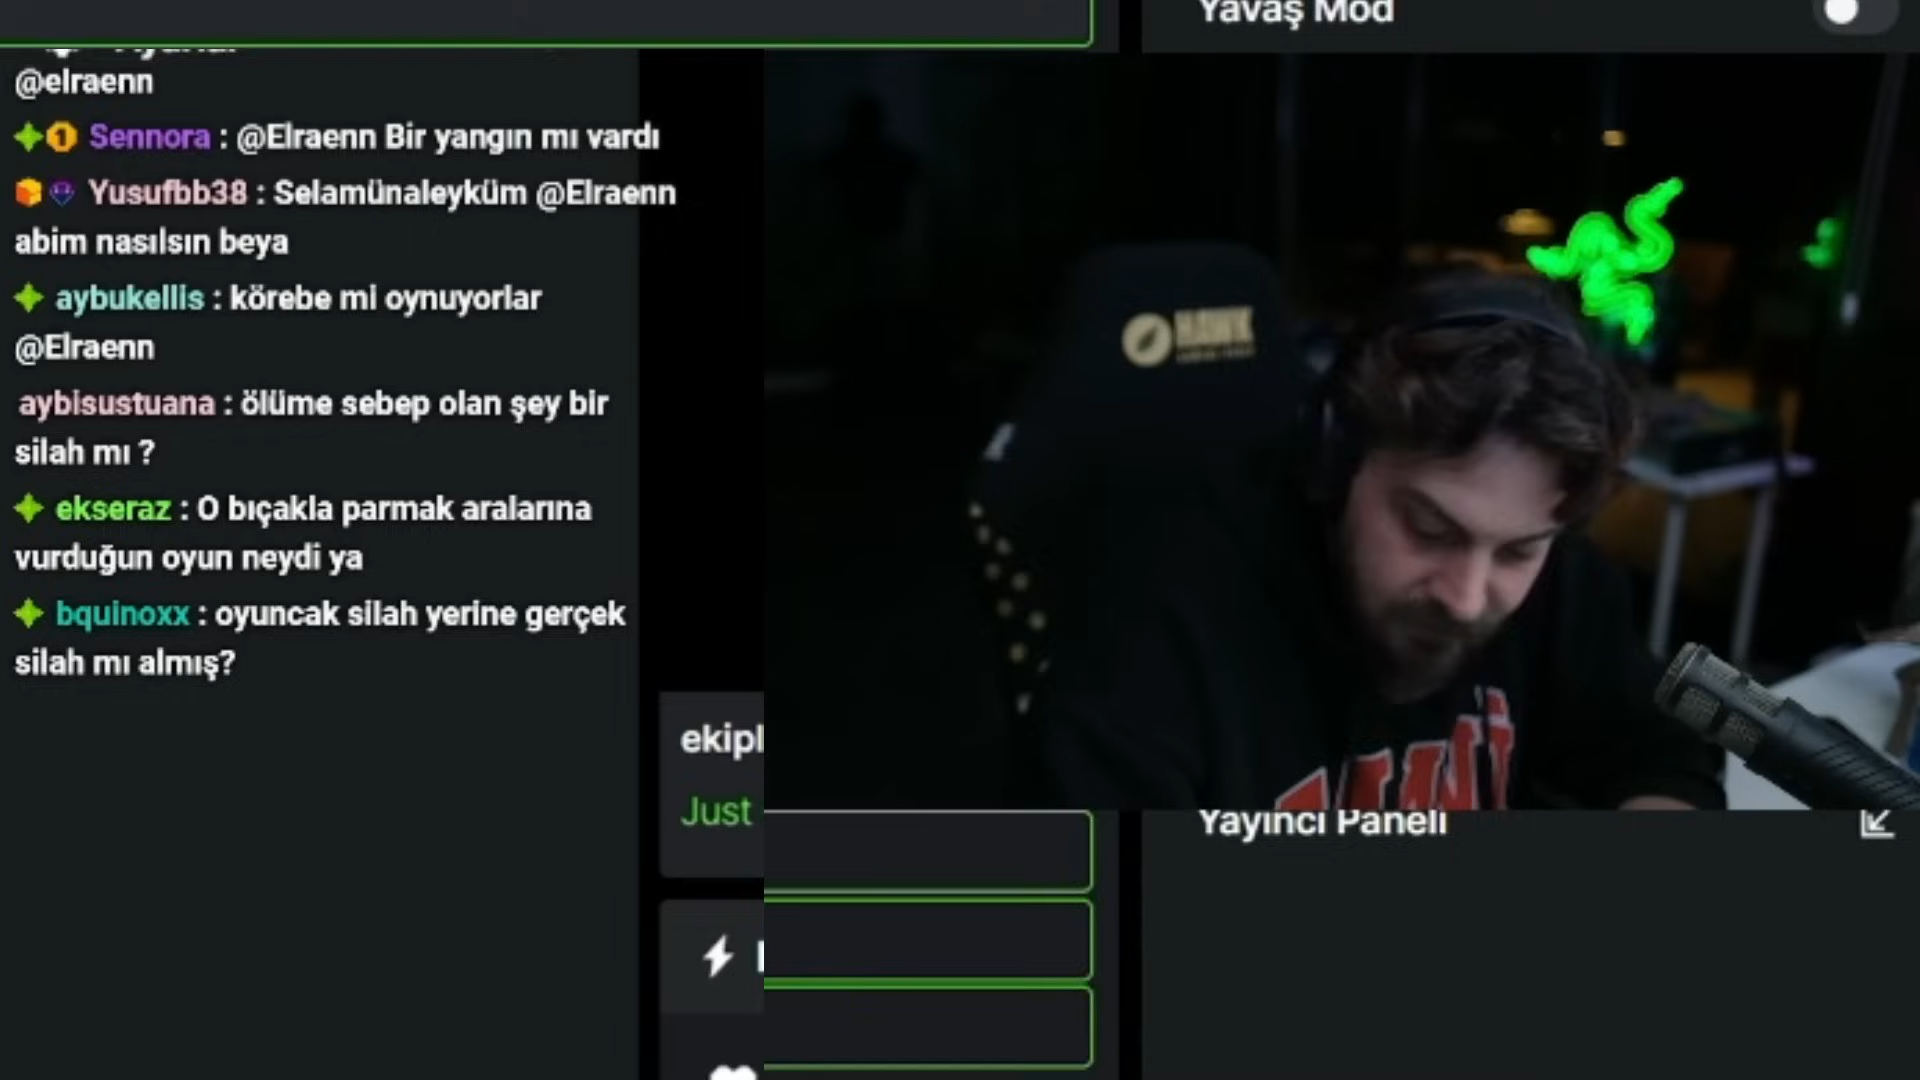 Yavaş Mod
@elraenn
Sennora : @Elraenn Bir yangın mı vardı
Yusufbb38 : Selamünaleyküm @Elraenn
abim nasılsın beya
aybukellis : körebe mi oynuyorlar
@Elraenn
aybisustuana : ölüme sebep olan şey bir
silah mı ?
ekseraz : O bıçakla parmak aralarına
vurduğun oyun neydi ya
bquinoxx : oyuncak silah yerine gerçek
silah mı almış?
HAWK
ekipl
Just
Yayıncı Paneli